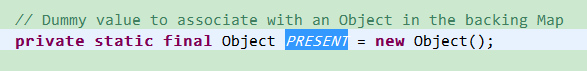 // Dummy value to associate with an Object in the backing Map
private static final Object PRESENT = new Object();